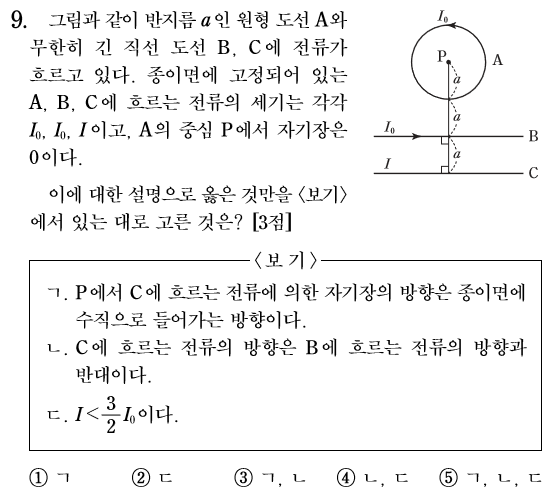 9. 그림과 같이 반지름 a인 원형 도선 A와
무한히 긴 직선 도선 B, C에 전류가
흐르고 있다. 종이면에 고정되어 있는
A, B, C에 흐르는 전류의 세기는 각각
I₀, I₀, I이고, A의 중심 P에서 자기장은
0이다.
I₀
P
A
a
a
I₀
B
a
I
C
이에 대한 설명으로 옳은 것만을 〈보기〉
에서 있는 대로 고른 것은? [3점]
〈보 기〉
ㄱ. P에서 C에 흐르는 전류에 의한 자기장의 방향은 종이면에
수직으로 들어가는 방향이다.
ㄴ. C에 흐르는 전류의 방향은 B에 흐르는 전류의 방향과
반대이다.
ㄷ. I<3/2 I₀이다.
① ㄱ ② ㄷ ③ ㄱ, ㄴ ④ ㄴ, ㄷ ⑤ ㄱ, ㄴ, ㄷ